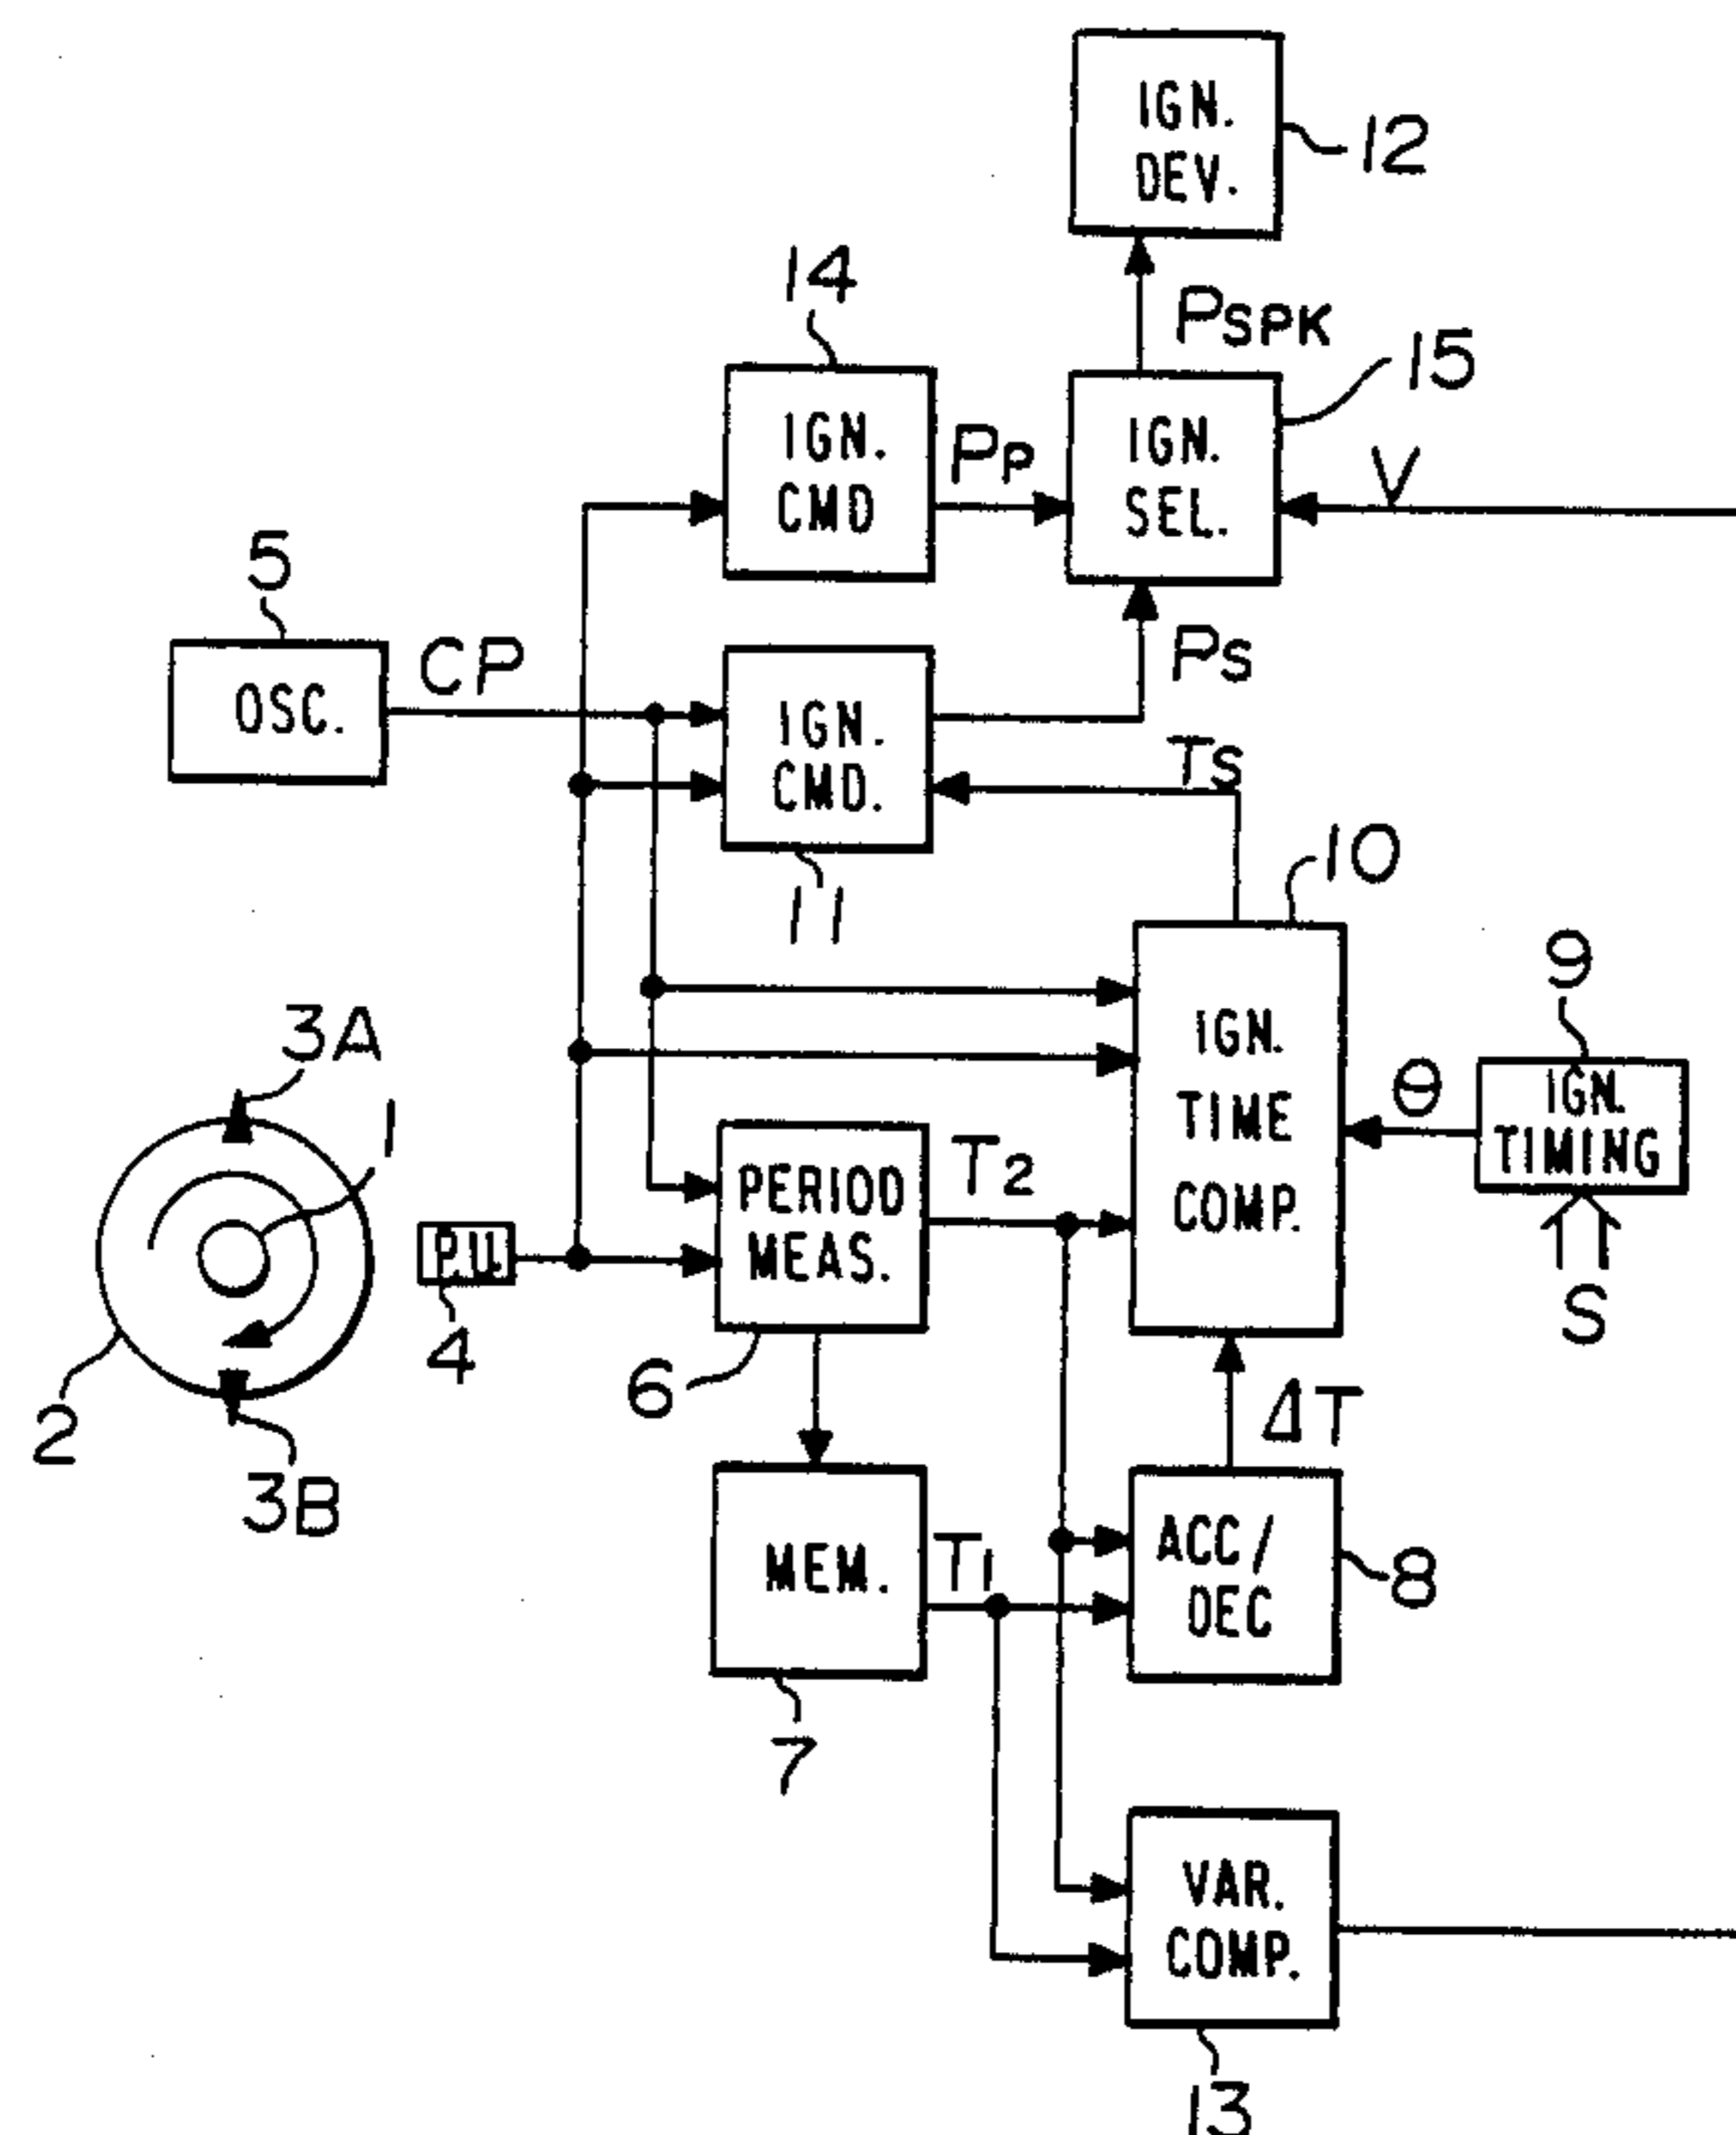 IGN.
DEV.
12
14
PSPK
15
IGN.
CMD
PP
IGN.
SEL.
V
5
OSC.
CP
IGN.
CMD.
PS
TS
11
10
9
3A
1
IGN.
TIME
COMP.
θ
IGN.
TIMING
S
PERIOD
MEAS.
T2
P.U.
4
6
2
3B
ΔT
MEM.
T1
ACC/
DEC
8
7
VAR.
COMP.
13